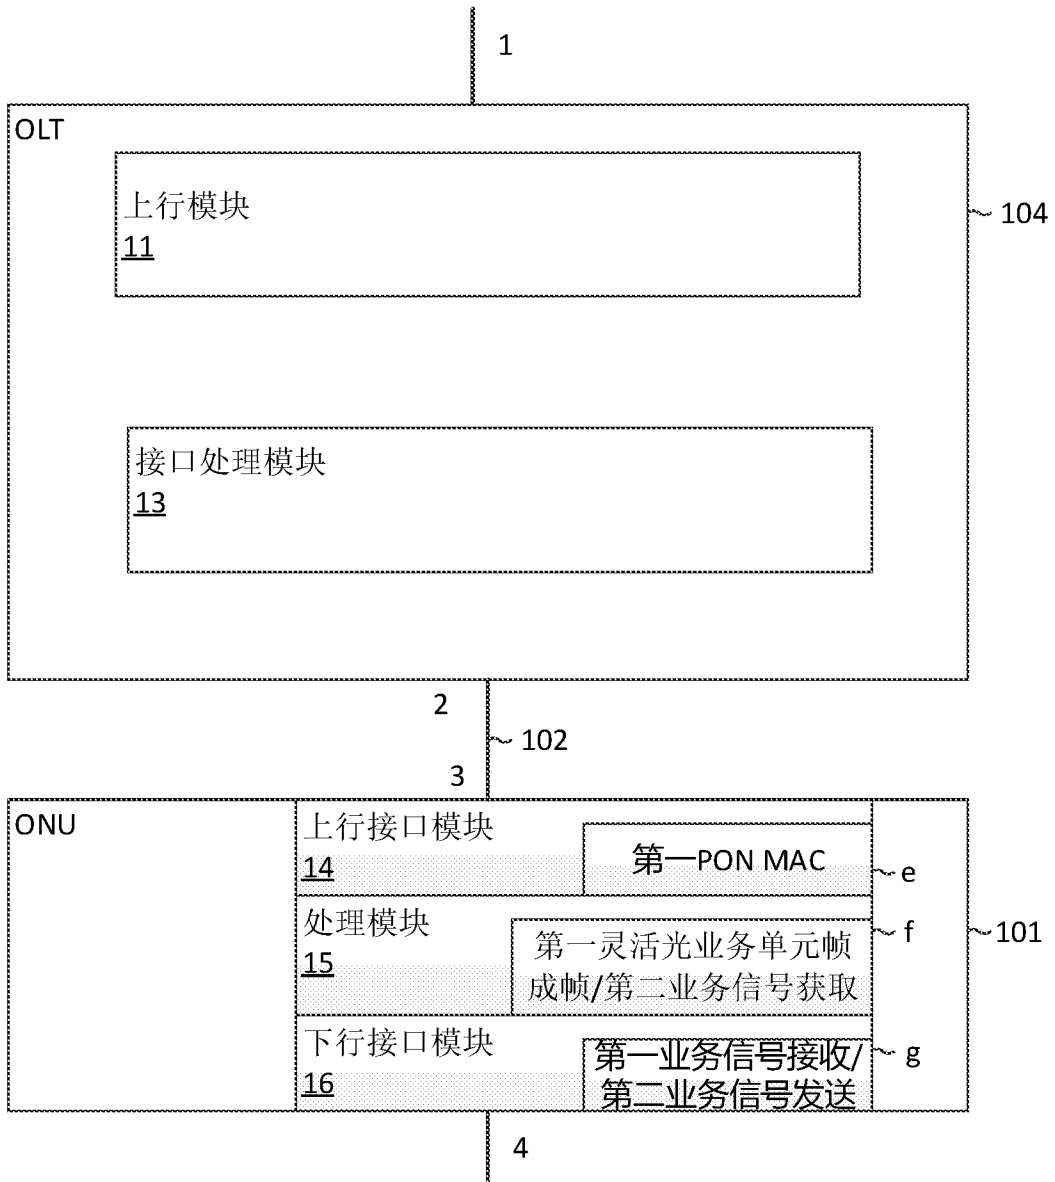 1
OLT
上行模块
11
104
接口处理模块
13
2
102
3
ONU
上行接口模块
14
第一PON MAC
e
处理模块
15
第一灵活光业务单元帧
成帧/第二业务信号获取
f
101
下行接口模块
16
第一业务信号接收/
第二业务信号发送
g
4